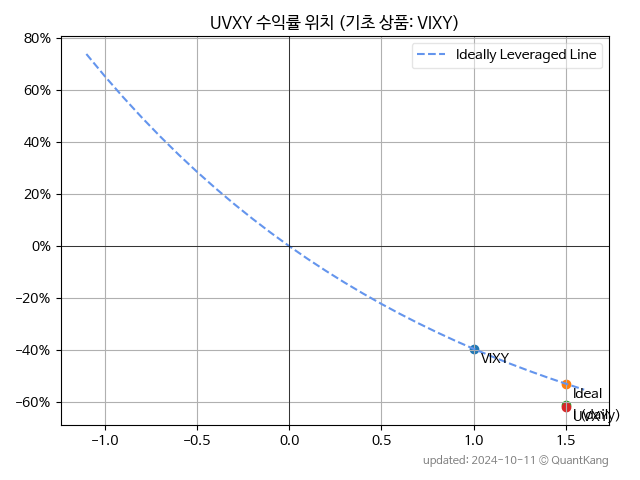 UVXY 수익률 위치 (기초 상품: VIXY)
80%
60%
40%
20%
0%
−20%
−40%
−60%
−1.0
−0.5
0.0
0.5
1.0
1.5
Ideally Leveraged Line
VIXY
Ideal
UVXY
updated: 2024-10-11 © QuantKang